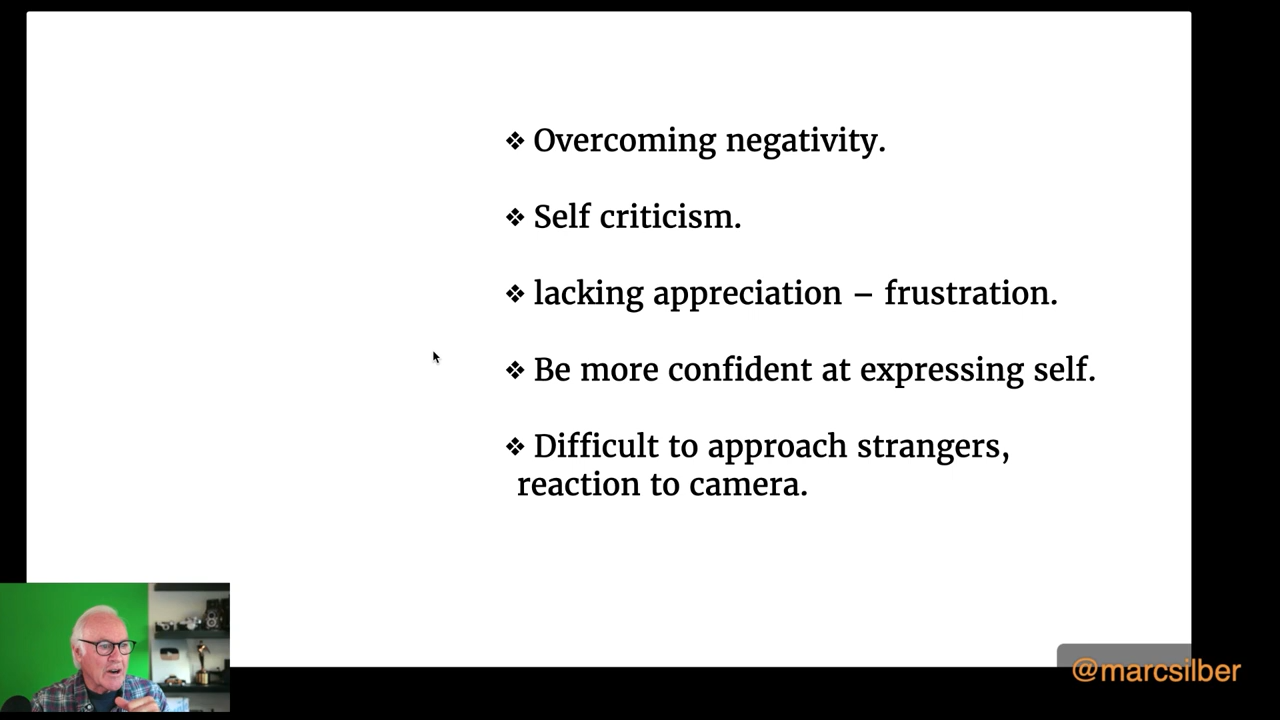 ❖ Overcoming negativity.
❖ Self criticism.
❖ lacking appreciation – frustration.
❖ Be more confident at expressing self.
❖ Difficult to approach strangers,
reaction to camera.
@marcsilber